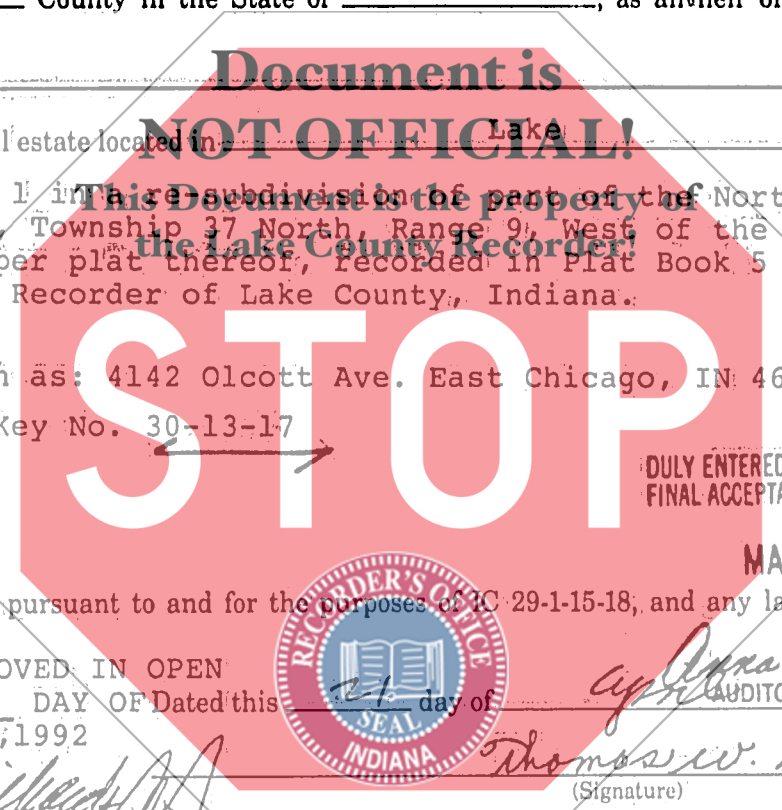 County in the State of
Document is
NOT OFFICIAL!
This Document is the property of
the Lake County Recorder!
l estate located in Lake
1 in a re-subdivision of part of the Nort
, Township 37 North, Range 9, West of the
per plat thereof, recorded in Plat Book 5
Recorder of Lake County, Indiana.
STOP
n as: 4142 Olcott Ave. East Chicago, IN 46
Key No. 30-13-17
DULY ENTERED
FINAL ACCEPTA
MA
pursuant to and for the purposes of IC 29-1-15-18, and any la
OVED IN OPEN
DAY OF Dated this 21. day of
AUDITO
,1992
RECORDER'S OFFICE
SEAL
INDIANA
Thomas W.
(Signature)